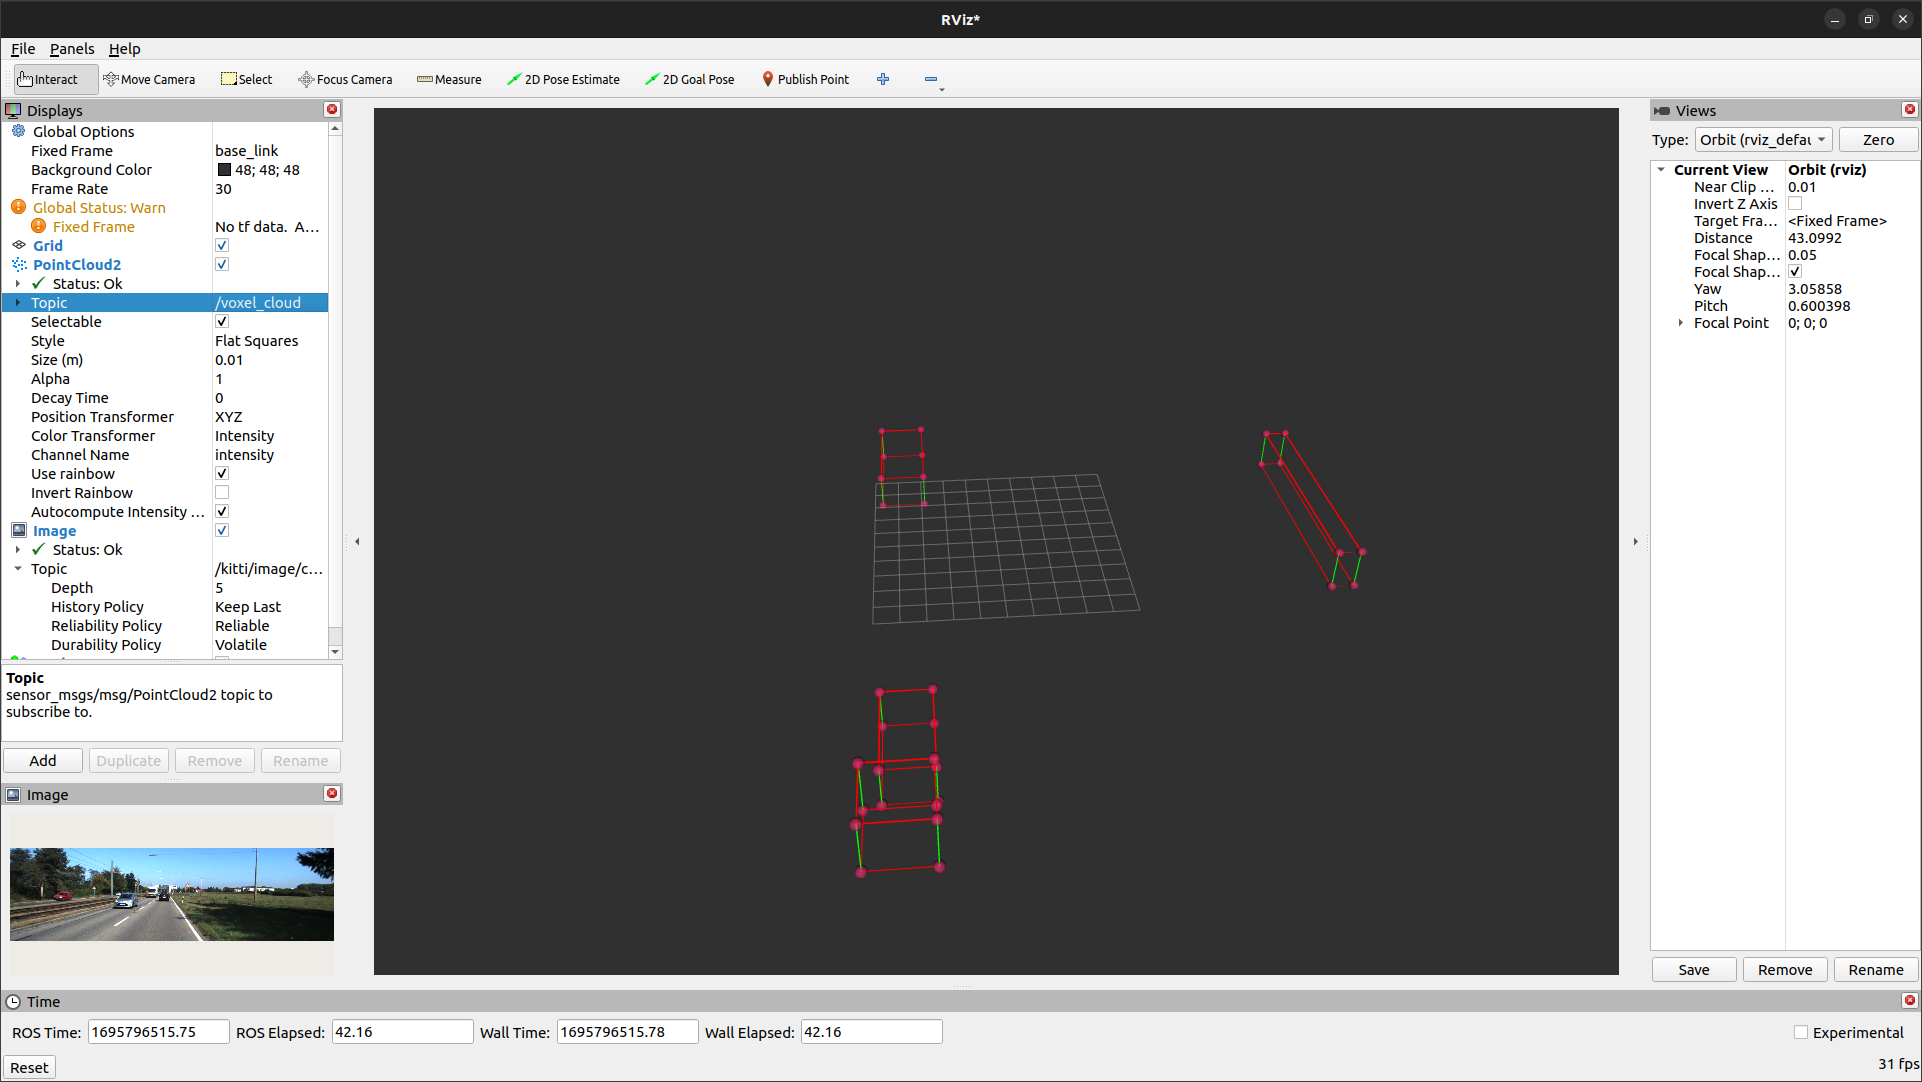 RViz*
File Panels Help
Interact Move Camera Select Focus Camera Measure 2D Pose Estimate 2D Goal Pose Publish Point
Displays
Global Options
Fixed Frame base_link
Background Color 48; 48; 48
Frame Rate 30
Global Status: Warn
Fixed Frame No tf data. A...
Grid
PointCloud2
Status: Ok
Topic /voxel_cloud
Selectable
Style Flat Squares
Size (m) 0.01
Alpha 1
Decay Time 0
Position Transformer XYZ
Color Transformer Intensity
Channel Name intensity
Use rainbow
Invert Rainbow
Autocompute Intensity ...
Image
Status: Ok
Topic /kitti/image/c...
Depth 5
History Policy Keep Last
Reliability Policy Reliable
Durability Policy Volatile
Topic
sensor_msgs/msg/PointCloud2 topic to
subscribe to.
Add Duplicate Remove Rename
Image
Views
Type: Orbit (rviz_defau Zero
Current View Orbit (rviz)
Near Clip ... 0.01
Invert Z Axis
Target Fra... <Fixed Frame>
Distance 43.0992
Focal Shap... 0.05
Focal Shap...
Yaw 3.05858
Pitch 0.600398
Focal Point 0; 0; 0
Save Remove Rename
Time
ROS Time: 1695796515.75 ROS Elapsed: 42.16 Wall Time: 1695796515.78 Wall Elapsed: 42.16 Experimental
Reset 31 fps